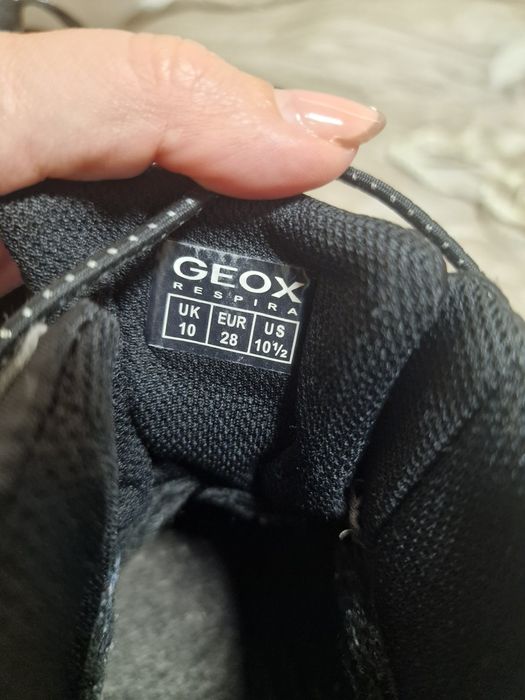 GEOX
RESPIRA
UK EUR US
10 28 10½